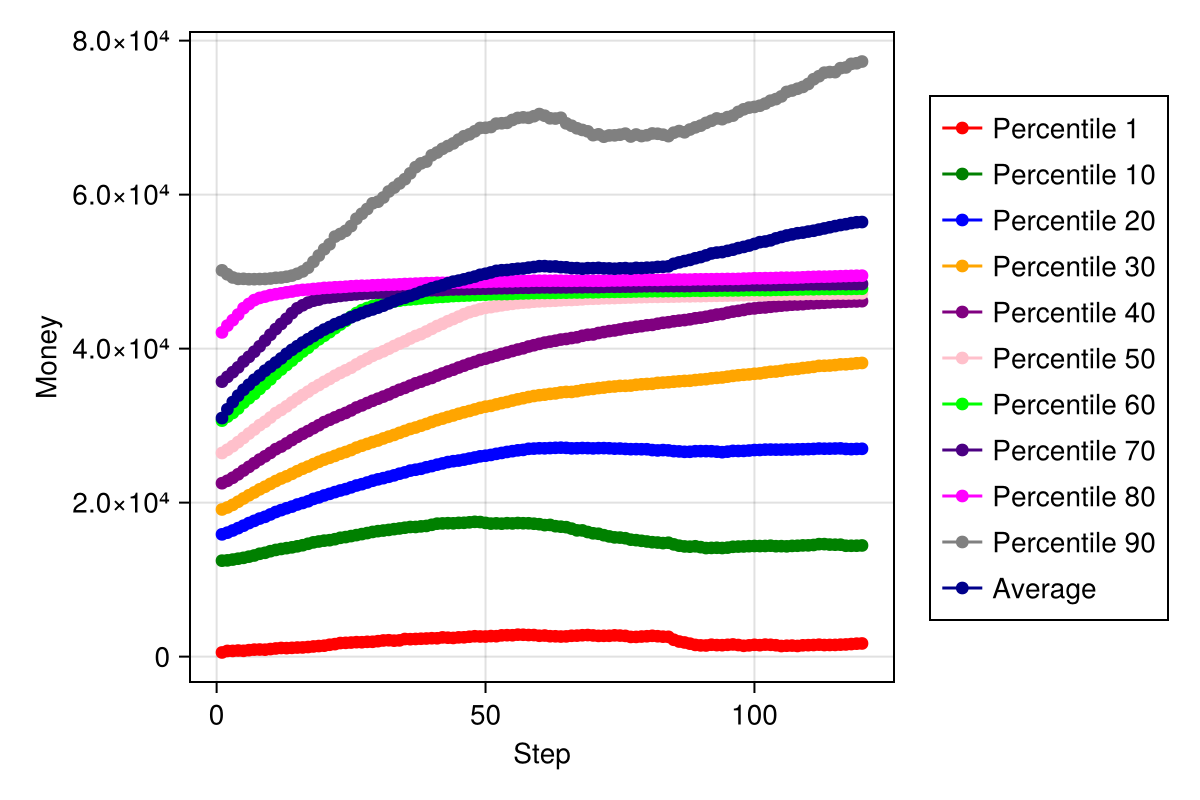 8.0×10⁴
6.0×10⁴
4.0×10⁴
2.0×10⁴
0
Money
0 50 100
Step
Percentile 1
Percentile 10
Percentile 20
Percentile 30
Percentile 40
Percentile 50
Percentile 60
Percentile 70
Percentile 80
Percentile 90
Average